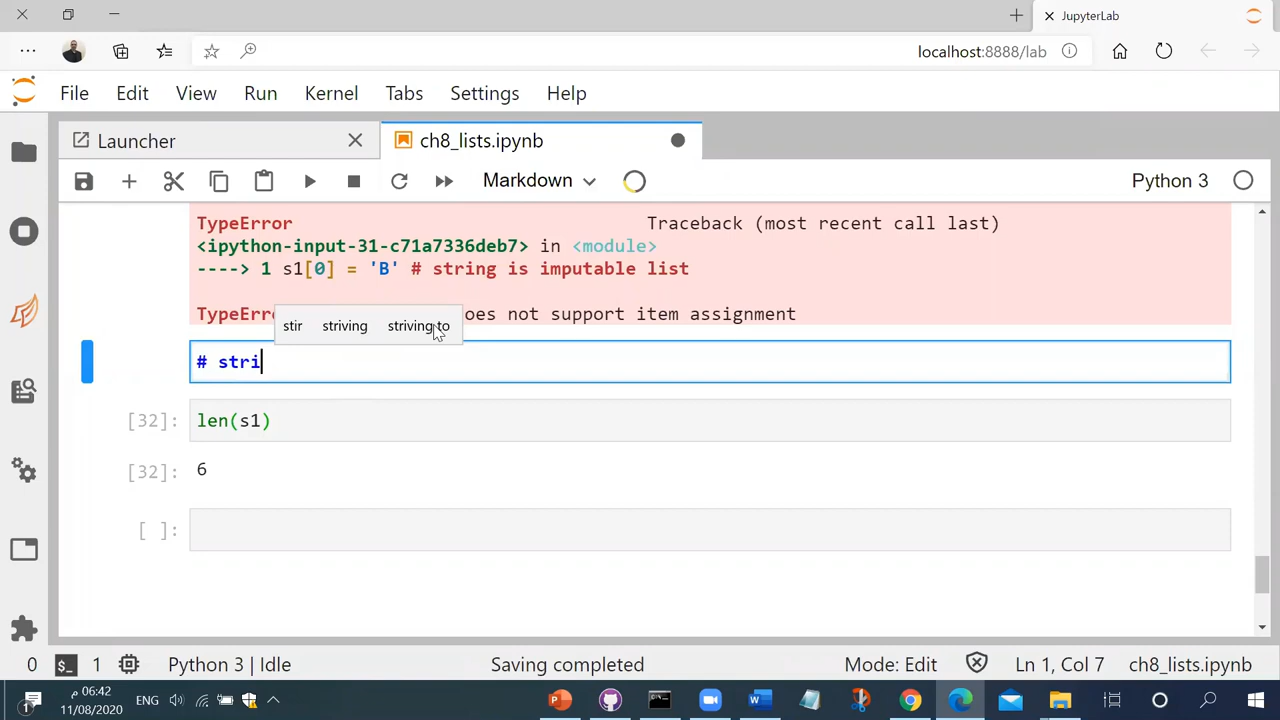 JupyterLab
localhost:8888/lab
File Edit View Run Kernel Tabs Settings Help
Launcher
ch8_lists.ipynb
Markdown
Python 3
TypeError Traceback (most recent call last)
<ipython-input-31-c71a7336deb7> in <module>
----> 1 s1[0] = 'B' # string is imputable list
TypeErro oes not support item assignment
stir striving striving to
# stri
[32]: len(s1)
[32]: 6
[ ]:
0 $_ 1 Python 3 | Idle Saving completed Mode: Edit Ln 1, Col 7 ch8_lists.ipynb
1 06:42 م ENG
11/08/2020